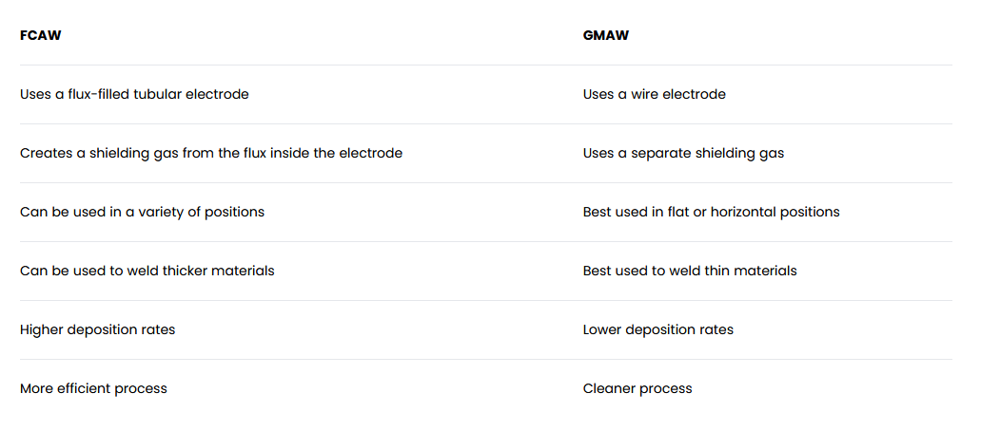 FCAW GMAW
Uses a flux-filled tubular electrode Uses a wire electrode
Creates a shielding gas from the flux inside the electrode Uses a separate shielding gas
Can be used in a variety of positions Best used in flat or horizontal positions
Can be used to weld thicker materials Best used to weld thin materials
Higher deposition rates Lower deposition rates
More efficient process Cleaner process